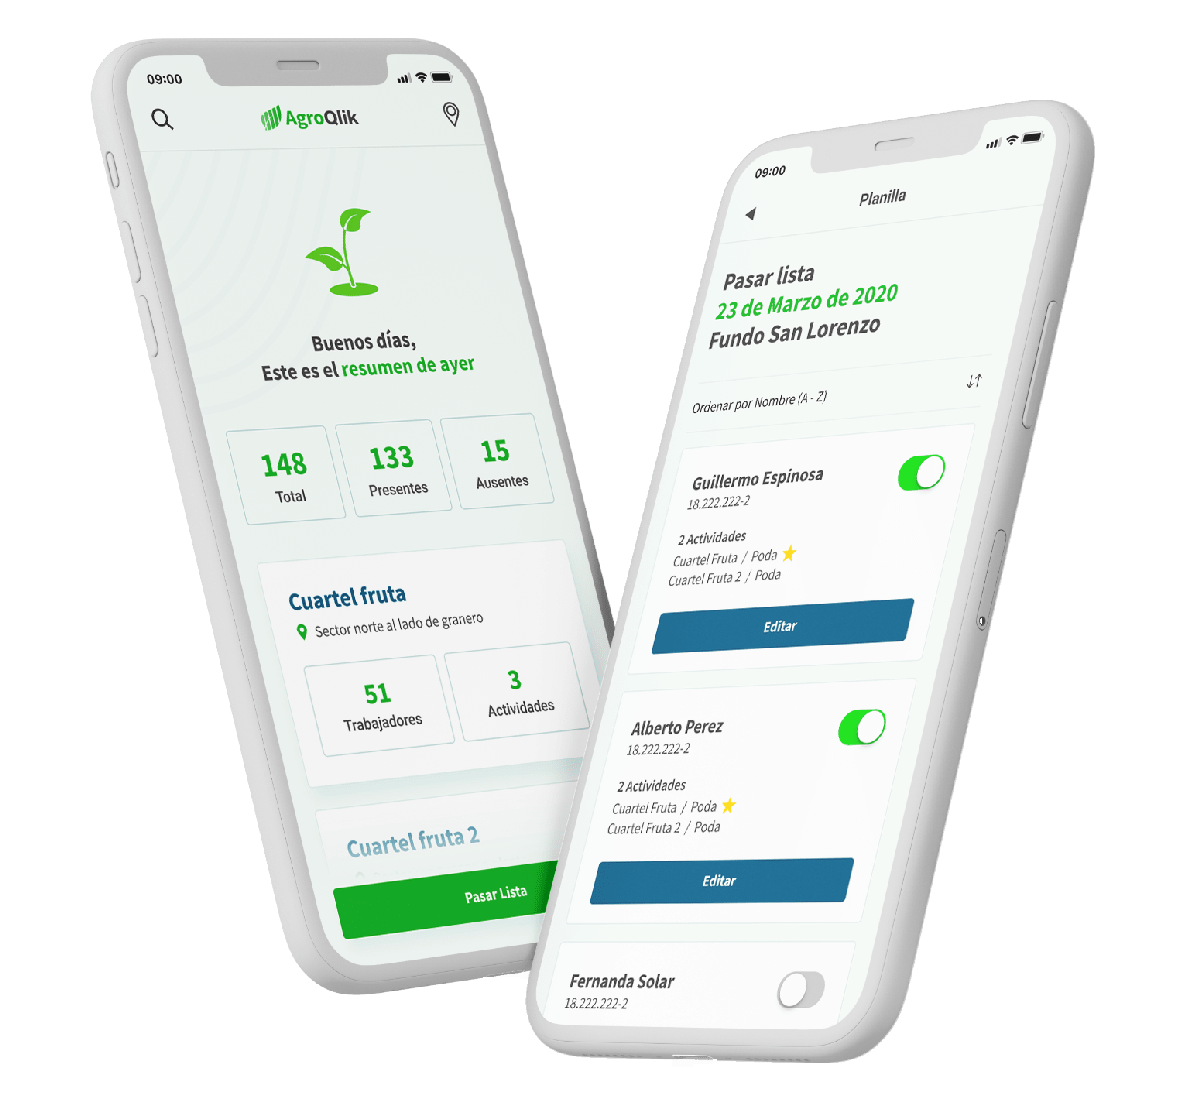 09:00
AgroQlik
Buenos días,
Este es el resumen de ayer
148
Total
133
Presentes
15
Ausentes
Cuartel fruta
Sector norte al lado de granero
51
Trabajadores
3
Actividades
Cuartel fruta 2
Pasar Lista
09:00
Planilla
Pasar lista
23 de Marzo de 2020
Fundo San Lorenzo
Ordenar por Nombre (A - Z)
Guillermo Espinosa
18.222.222-2
2 Actividades
Cuartel Fruta / Poda
Cuartel Fruta 2 / Poda
Editar
Alberto Perez
18.222.222-2
2 Actividades
Cuartel Fruta / Poda
Cuartel Fruta 2 / Poda
Editar
Fernanda Solar
18.222.222-2